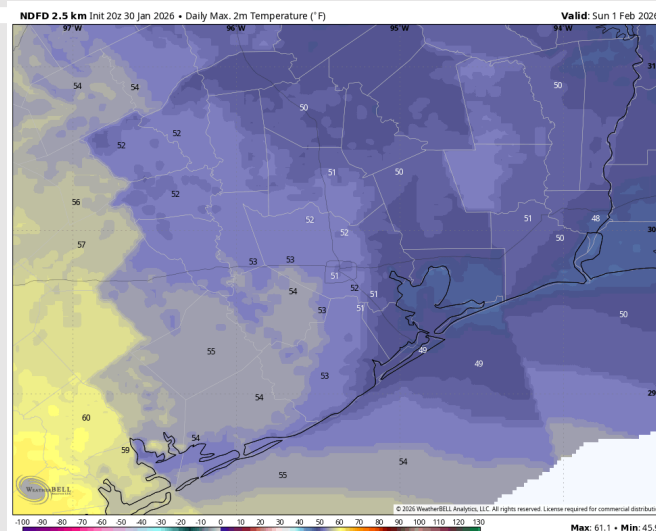 NDFD 2.5 km Init 20z 30 Jan 2026 • Daily Max. 2m Temperature (°F)
Valid: Sun 1 Feb 2026
97°W 96°W 95°W 94°W
31
54 54 50 50
52 52
51 50
52
56 52 51 48
30
57 52 50
53 53 51
54 52 51
53 51 50
55 49 49
53
29
54
60
59 54 54
55
WEATHERBELL
© 2026 WeatherBELL Analytics, LLC. All rights reserved. License required for commercial distributi
-100 -90 -80 -70 -60 -50 -40 -30 -20 -10 0 10 20 30 40 50 60 70 80 90 100 110 120 130
Max: 61.1 • Min: 45.